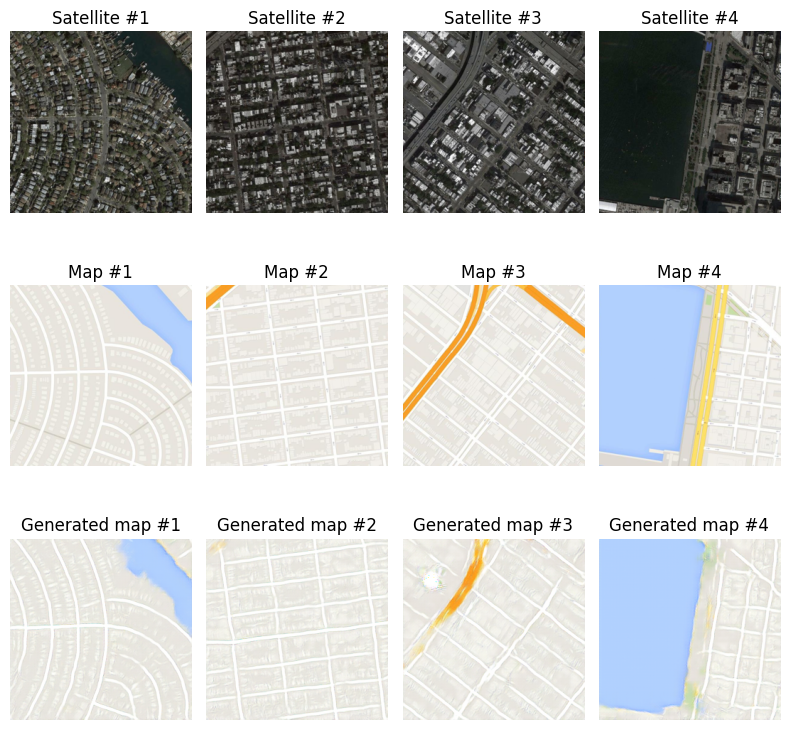 Satellite #1
Satellite #2
Satellite #3
Satellite #4
Map #1
Map #2
Map #3
Map #4
Generated map #1
Generated map #2
Generated map #3
Generated map #4